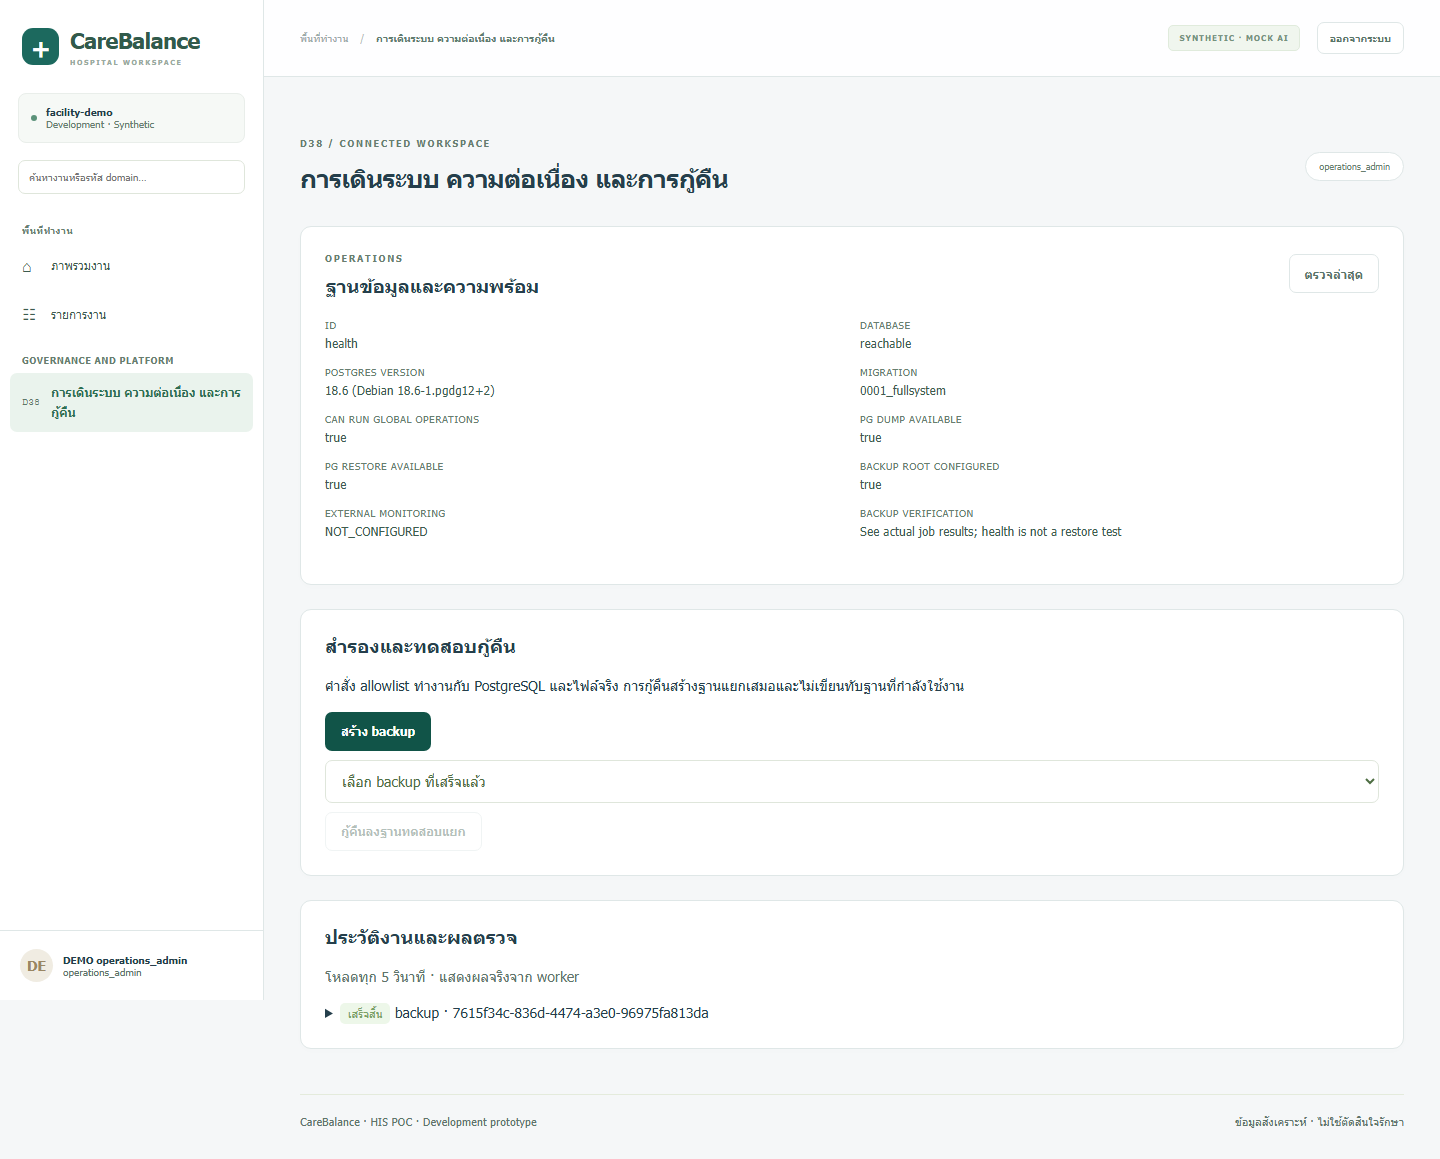 CareBalance
HOSPITAL WORKSPACE
facility-demo
Development · Synthetic
ค้นหางานหรือรหัส domain...
พื้นที่ทำงาน
ภาพรวมงาน
รายการงาน
GOVERNANCE AND PLATFORM
D38 การเดินระบบ ความต่อเนื่อง และการ
กู้คืน
DE
DEMO operations_admin
operations_admin
พื้นที่ทำงาน / การเดินระบบ ความต่อเนื่อง และการกู้คืน
SYNTHETIC · MOCK AI
ออกจากระบบ
D38 / CONNECTED WORKSPACE
การเดินระบบ ความต่อเนื่อง และการกู้คืน
operations_admin
OPERATIONS
ฐานข้อมูลและความพร้อม
ตรวจล่าสุด
ID
health
DATABASE
reachable
POSTGRES VERSION
18.6 (Debian 18.6-1.pgdg12+2)
MIGRATION
0001_fullsystem
CAN RUN GLOBAL OPERATIONS
true
PG DUMP AVAILABLE
true
PG RESTORE AVAILABLE
true
BACKUP ROOT CONFIGURED
true
EXTERNAL MONITORING
NOT_CONFIGURED
BACKUP VERIFICATION
See actual job results; health is not a restore test
สำรองและทดสอบกู้คืน
คำสั่ง allowlist ทำงานกับ PostgreSQL และไฟล์จริง การกู้คืนสร้างฐานแยกเสมอและไม่เขียนทับฐานที่กำลังใช้งาน
สร้าง backup
เลือก backup ที่เสร็จแล้ว
กู้คืนลงฐานทดสอบแยก
ประวัติงานและผลตรวจ
โหลดทุก 5 วินาที · แสดงผลจริงจาก worker
เสร็จสิ้น backup · 7615f34c-836d-4474-a3e0-96975fa813da
CareBalance · HIS POC · Development prototype
ข้อมูลสังเคราะห์ · ไม่ใช้ตัดสินใจรักษา